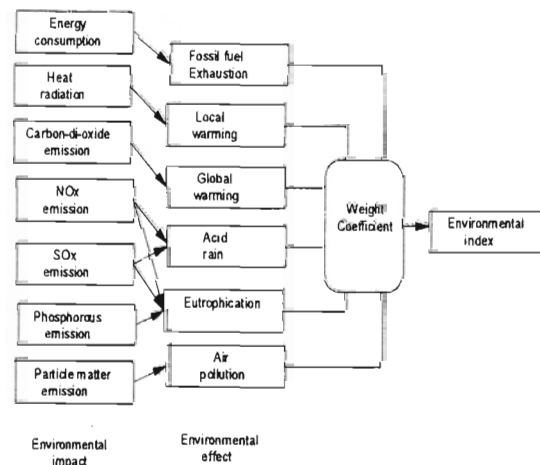 Energy
consumption
Fossil fuel
Exhaustion
Heat
radiation
Local
warming
Carbon-di-oxide
emission
Global
warming
NOx
emission
Acid
rain
SOx
emission
Eutrophication
Phosphorous
emission
Particle matter
emission
Air
pollution
Weight
Coefficient
Environmental
index
Environmental
impact
Environmental
effect